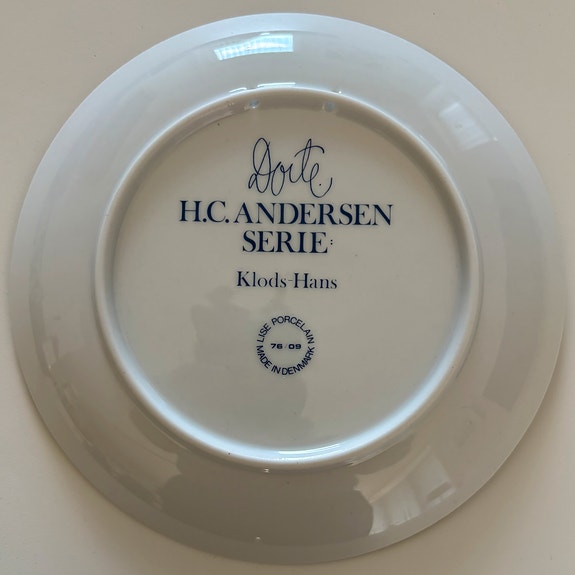 Dorte.
H.C. ANDERSEN
SERIE:
Klods-Hans
LISE PORCELAIN
76-09
MADE IN DENMARK